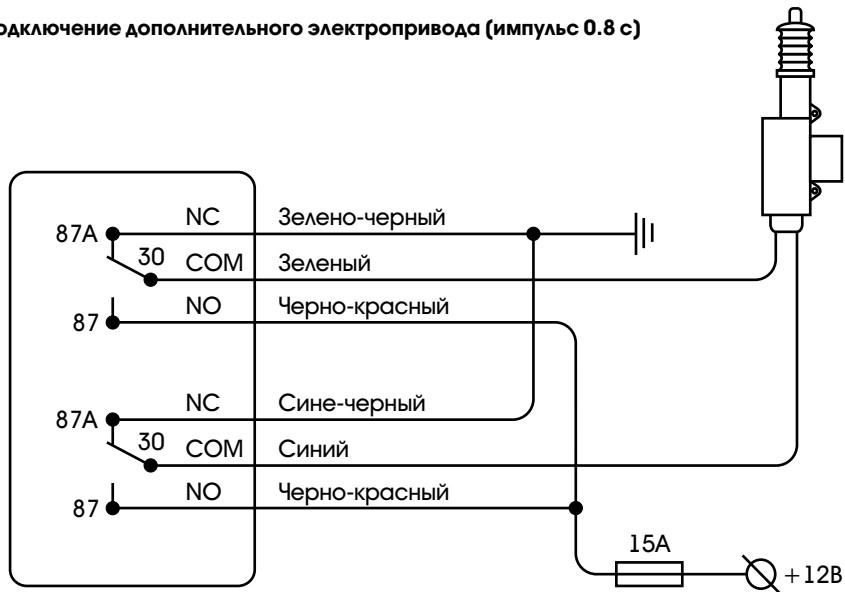 одключение дополнительного электропривода (импульс 0.8 с)
87A NC Зелено-черный
30 COM Зеленый
87 NO Черно-красный
87A NC Сине-черный
30 COM Синий
87 NO Черно-красный
15A
+12В